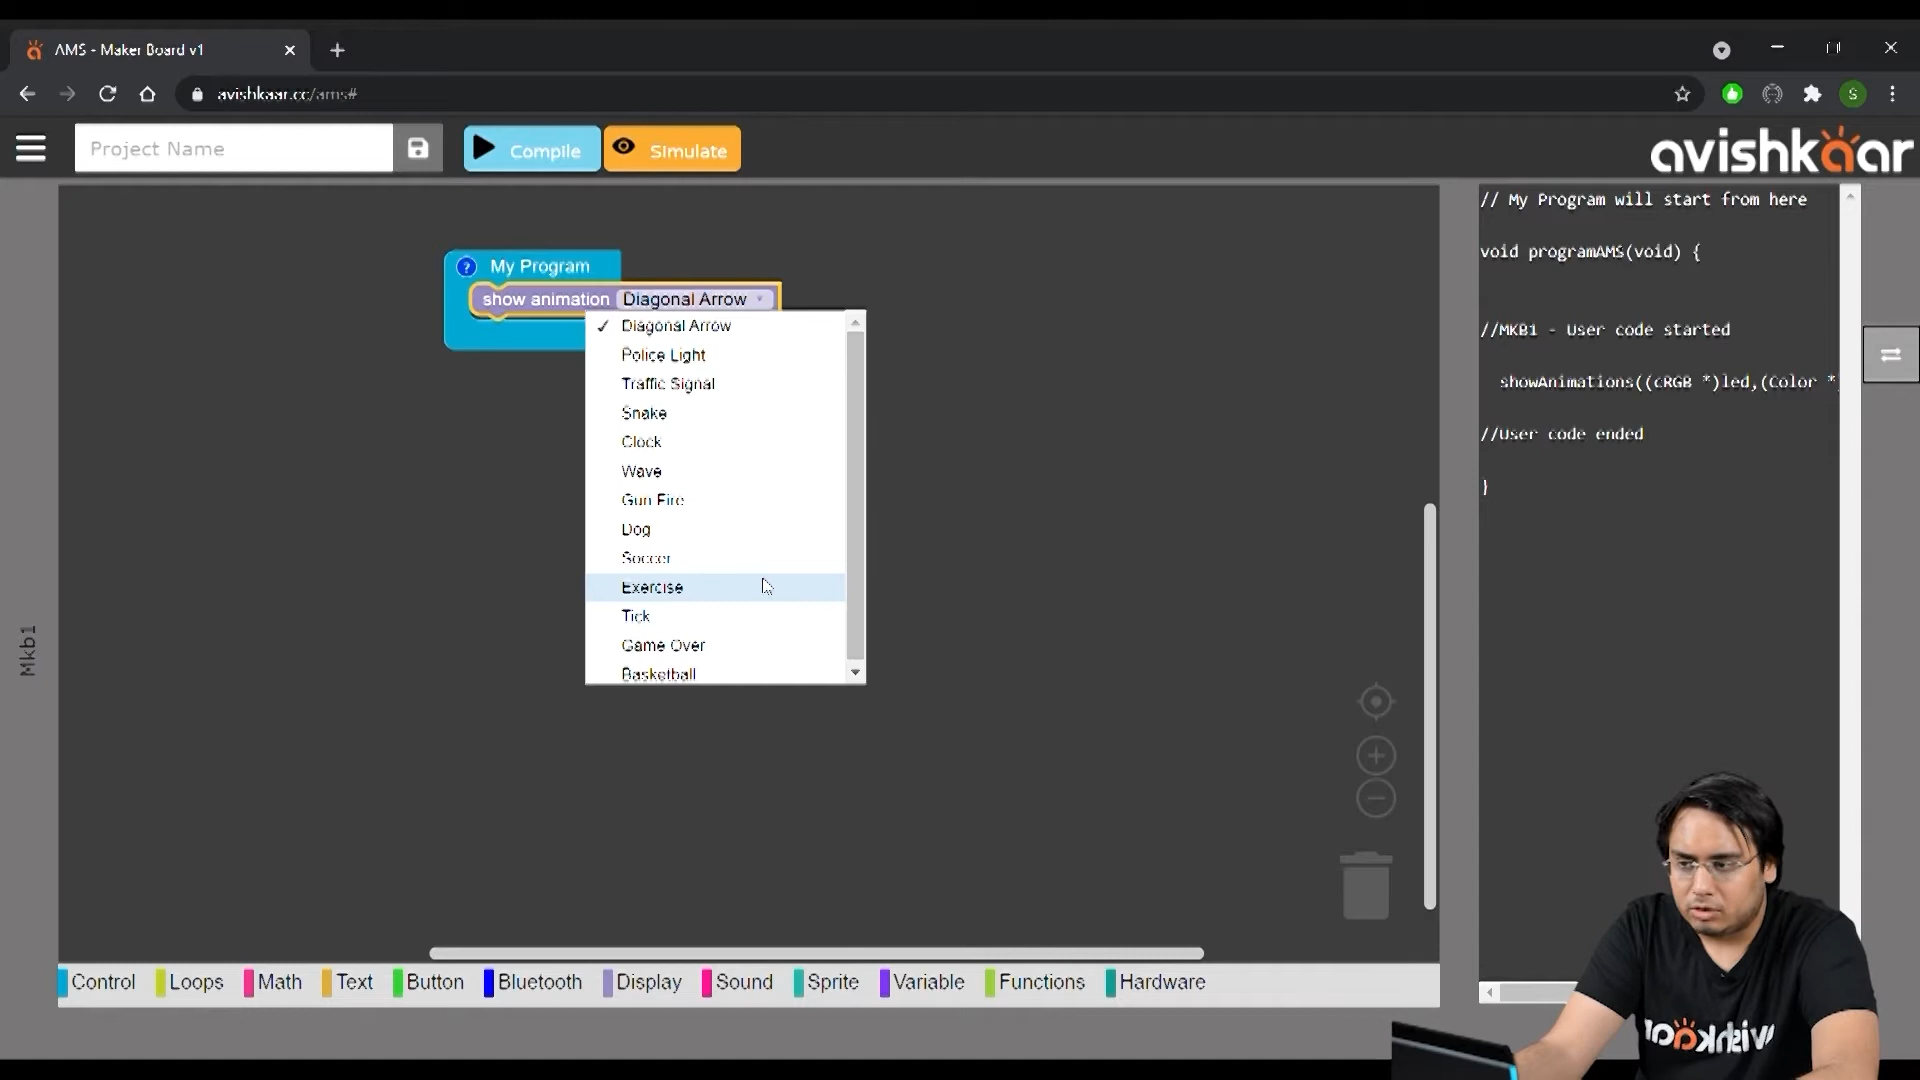 AMS - Maker Board v1
avishkaar.cc/ams#
S
Project Name
Compile
Simulate
avishkaar
? My Program
show animation Diagonal Arrow
✓ Diagonal Arrow
Police Light
Traffic Signal
Snake
Clock
Wave
Gun Fire
Dog
Soccer
Exercise
Tick
Game Over
Basketball
// My Program will start from here
void programAMS(void) {
//MKB1 - User code started
showAnimations((cRGB *)led,(Color *
//User code ended
}
Mkb1
Control Loops Math Text Button Bluetooth Display Sound Sprite Variable Functions Hardware